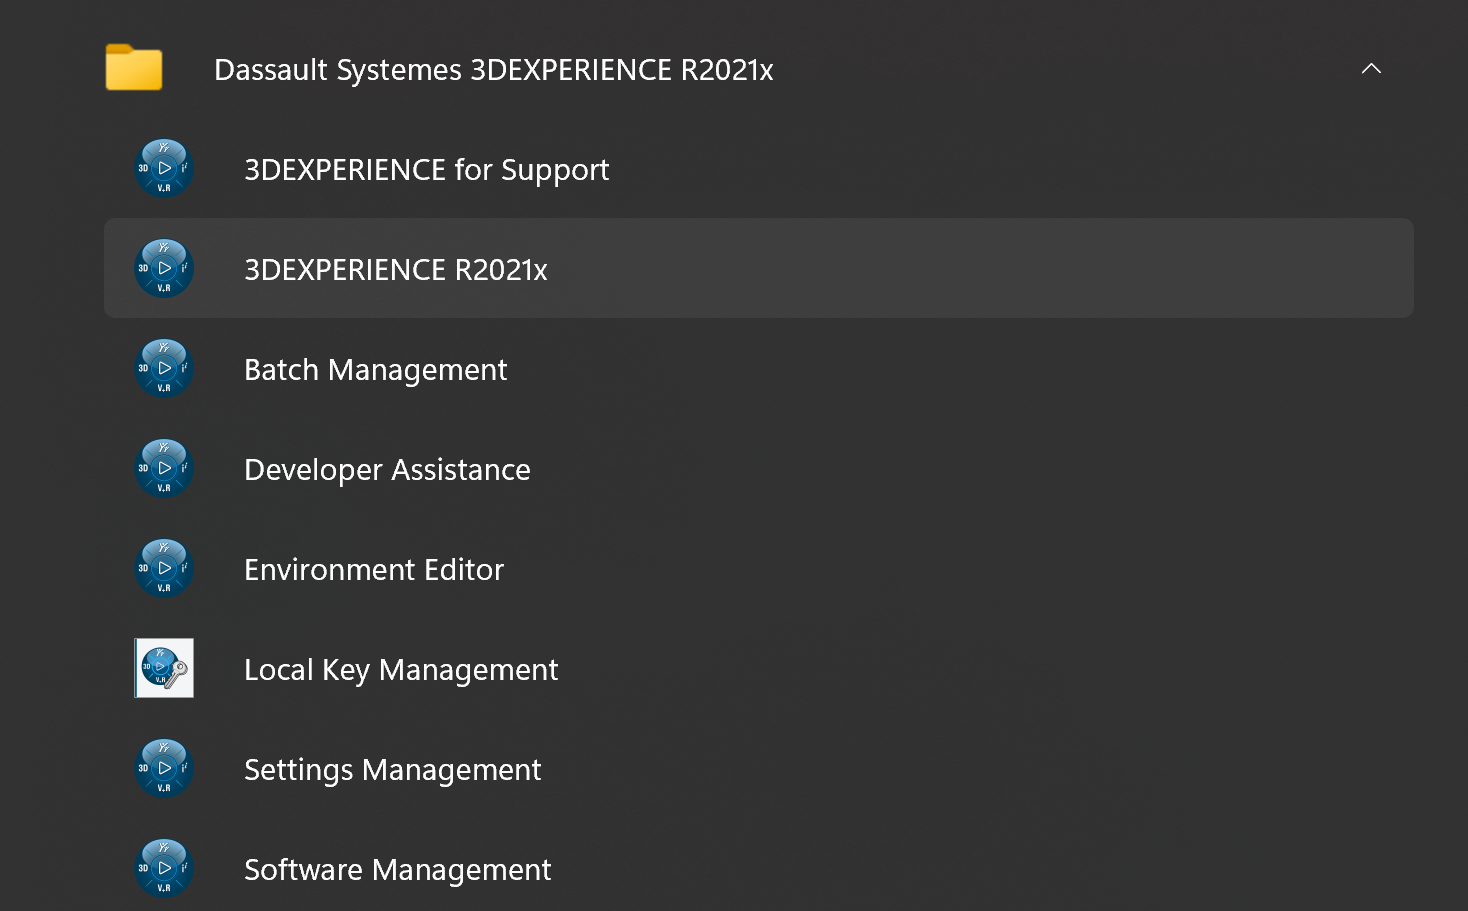 Dassault Systemes 3DEXPERIENCE R2021x
3DEXPERIENCE for Support
3DEXPERIENCE R2021x
Batch Management
Developer Assistance
Environment Editor
Local Key Management
Settings Management
Software Management